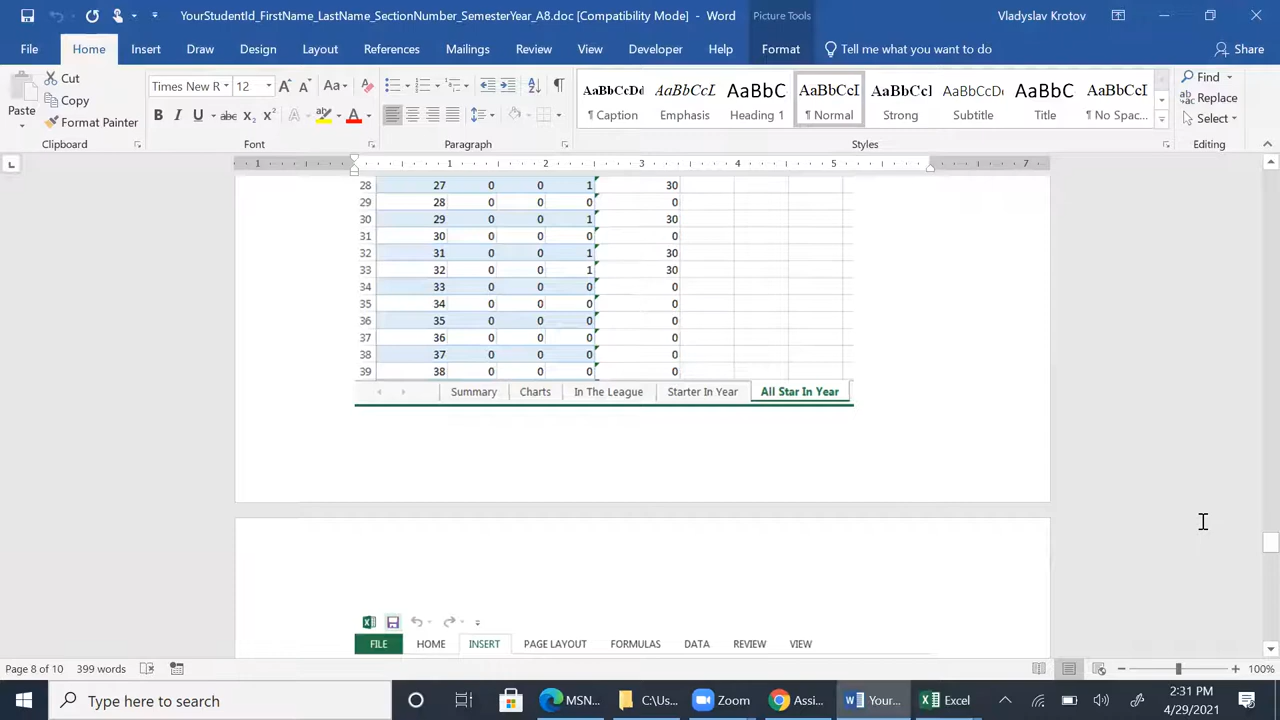 YourStudentId_FirstName_LastName_SectionNumber_SemesterYear_A8.doc [Compatibility Mode] - Word
Picture Tools
Vladyslav Krotov
File Home Insert Draw Design Layout References Mailings Review View Developer Help Format Tell me what you want to do Share
Paste
Cut
Copy
Format Painter
Clipboard
Times New R 12
Font
Paragraph
AaBbCcDd AaBbCcL AaBbC AaBbCcI AaBbCcl AaBbCcDd AaBbC AaBbCcI
¶ Caption Emphasis Heading 1 ¶ Normal Strong Subtitle Title ¶ No Spac...
Styles
Find
Replace
Select
Editing
1 1 2 3 4 5 7
28 27 0 0 1 30
29 28 0 0 0 0
30 29 0 0 1 30
31 30 0 0 0 0
32 31 0 0 1 30
33 32 0 0 1 30
34 33 0 0 0 0
35 34 0 0 0 0
36 35 0 0 0 0
37 36 0 0 0 0
38 37 0 0 0 0
39 38 0 0 0 0
Summary Charts In The League Starter In Year All Star In Year
FILE HOME INSERT PAGE LAYOUT FORMULAS DATA REVIEW VIEW
Page 8 of 10 399 words 100%
Type here to search
MSN...
C:\Us...
Zoom
Assi...
Your...
Excel
2:31 PM
4/29/2021